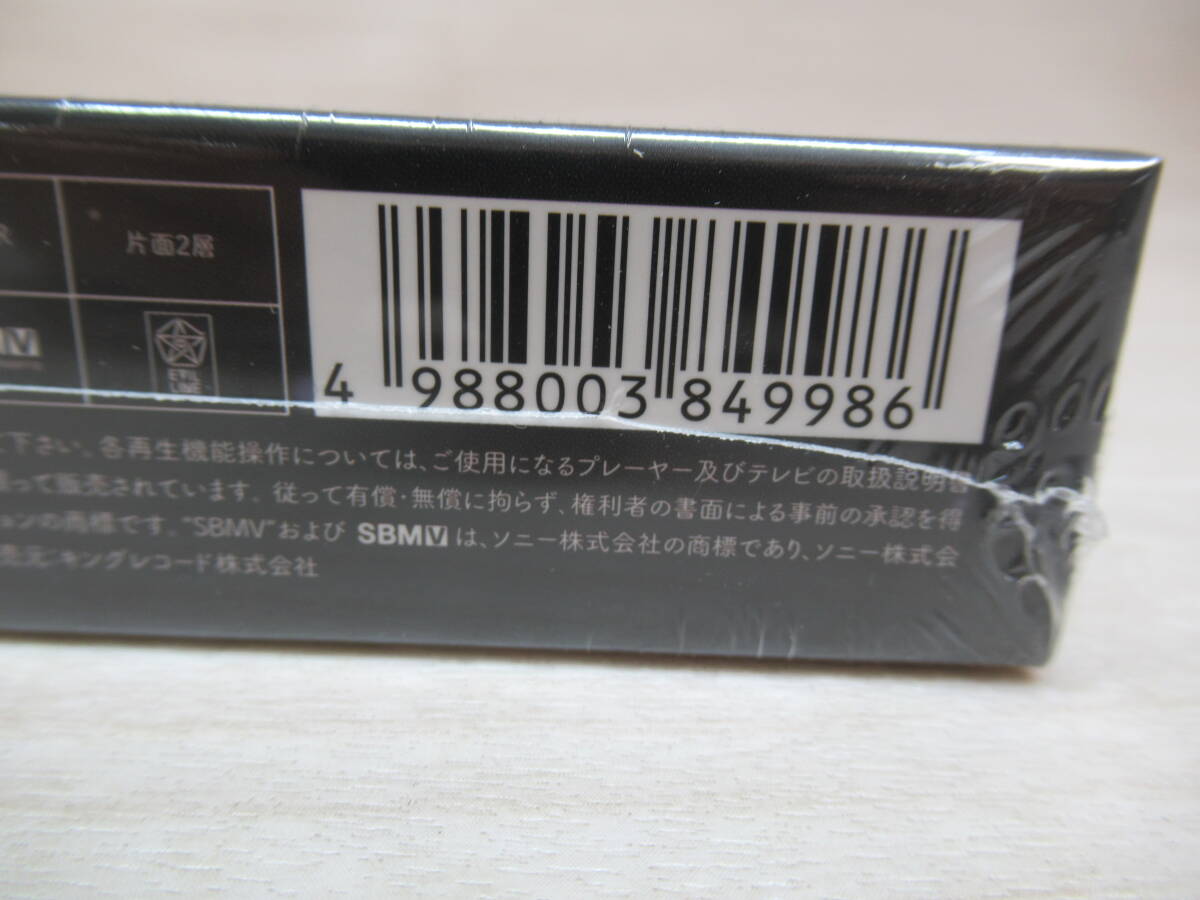 R
片面2層
4 988003 849986
下さい。各再生機能操作については、ご使用になるプレーヤー及びテレビの取扱説明書
って販売されています。従って有償・無償に拘らず、権利者の書面による事前の承認を得
ョンの商標です。"SBMV"および SBMV は、ソニー株式会社の商標であり、ソニー株式会
売元:キングレコード株式会社